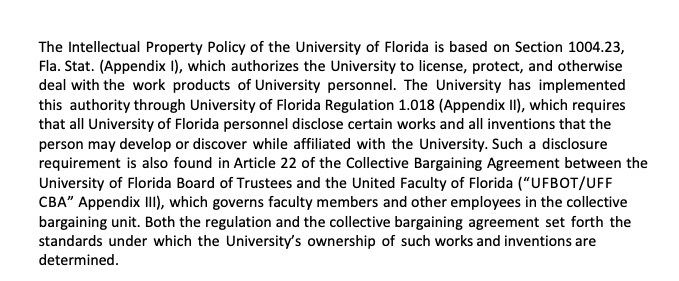 The Intellectual Property Policy of the University of Florida is based on Section 1004.23,
Fla. Stat. (Appendix I), which authorizes the University to license, protect, and otherwise
deal with the work products of University personnel. The University has implemented
this authority through University of Florida Regulation 1.018 (Appendix II), which requires
that all University of Florida personnel disclose certain works and all inventions that the
person may develop or discover while affiliated with the University. Such a disclosure
requirement is also found in Article 22 of the Collective Bargaining Agreement between the
University of Florida Board of Trustees and the United Faculty of Florida (“UFBOT/UFF
CBA” Appendix III), which governs faculty members and other employees in the collective
bargaining unit. Both the regulation and the collective bargaining agreement set forth the
standards under which the University’s ownership of such works and inventions are
determined.